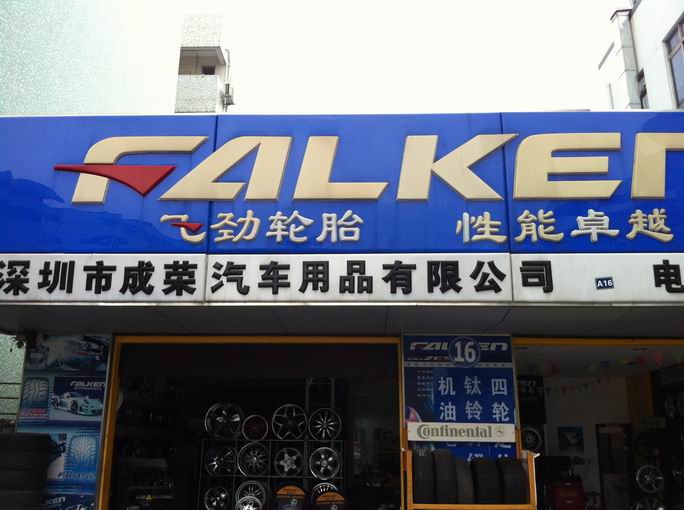 FALKEN
飞劲轮胎 性能卓越
深圳市成荣汽车用品有限公司 A16 电
FALKEN
16
四轮
钛铃
机油
FALKEN
Continental